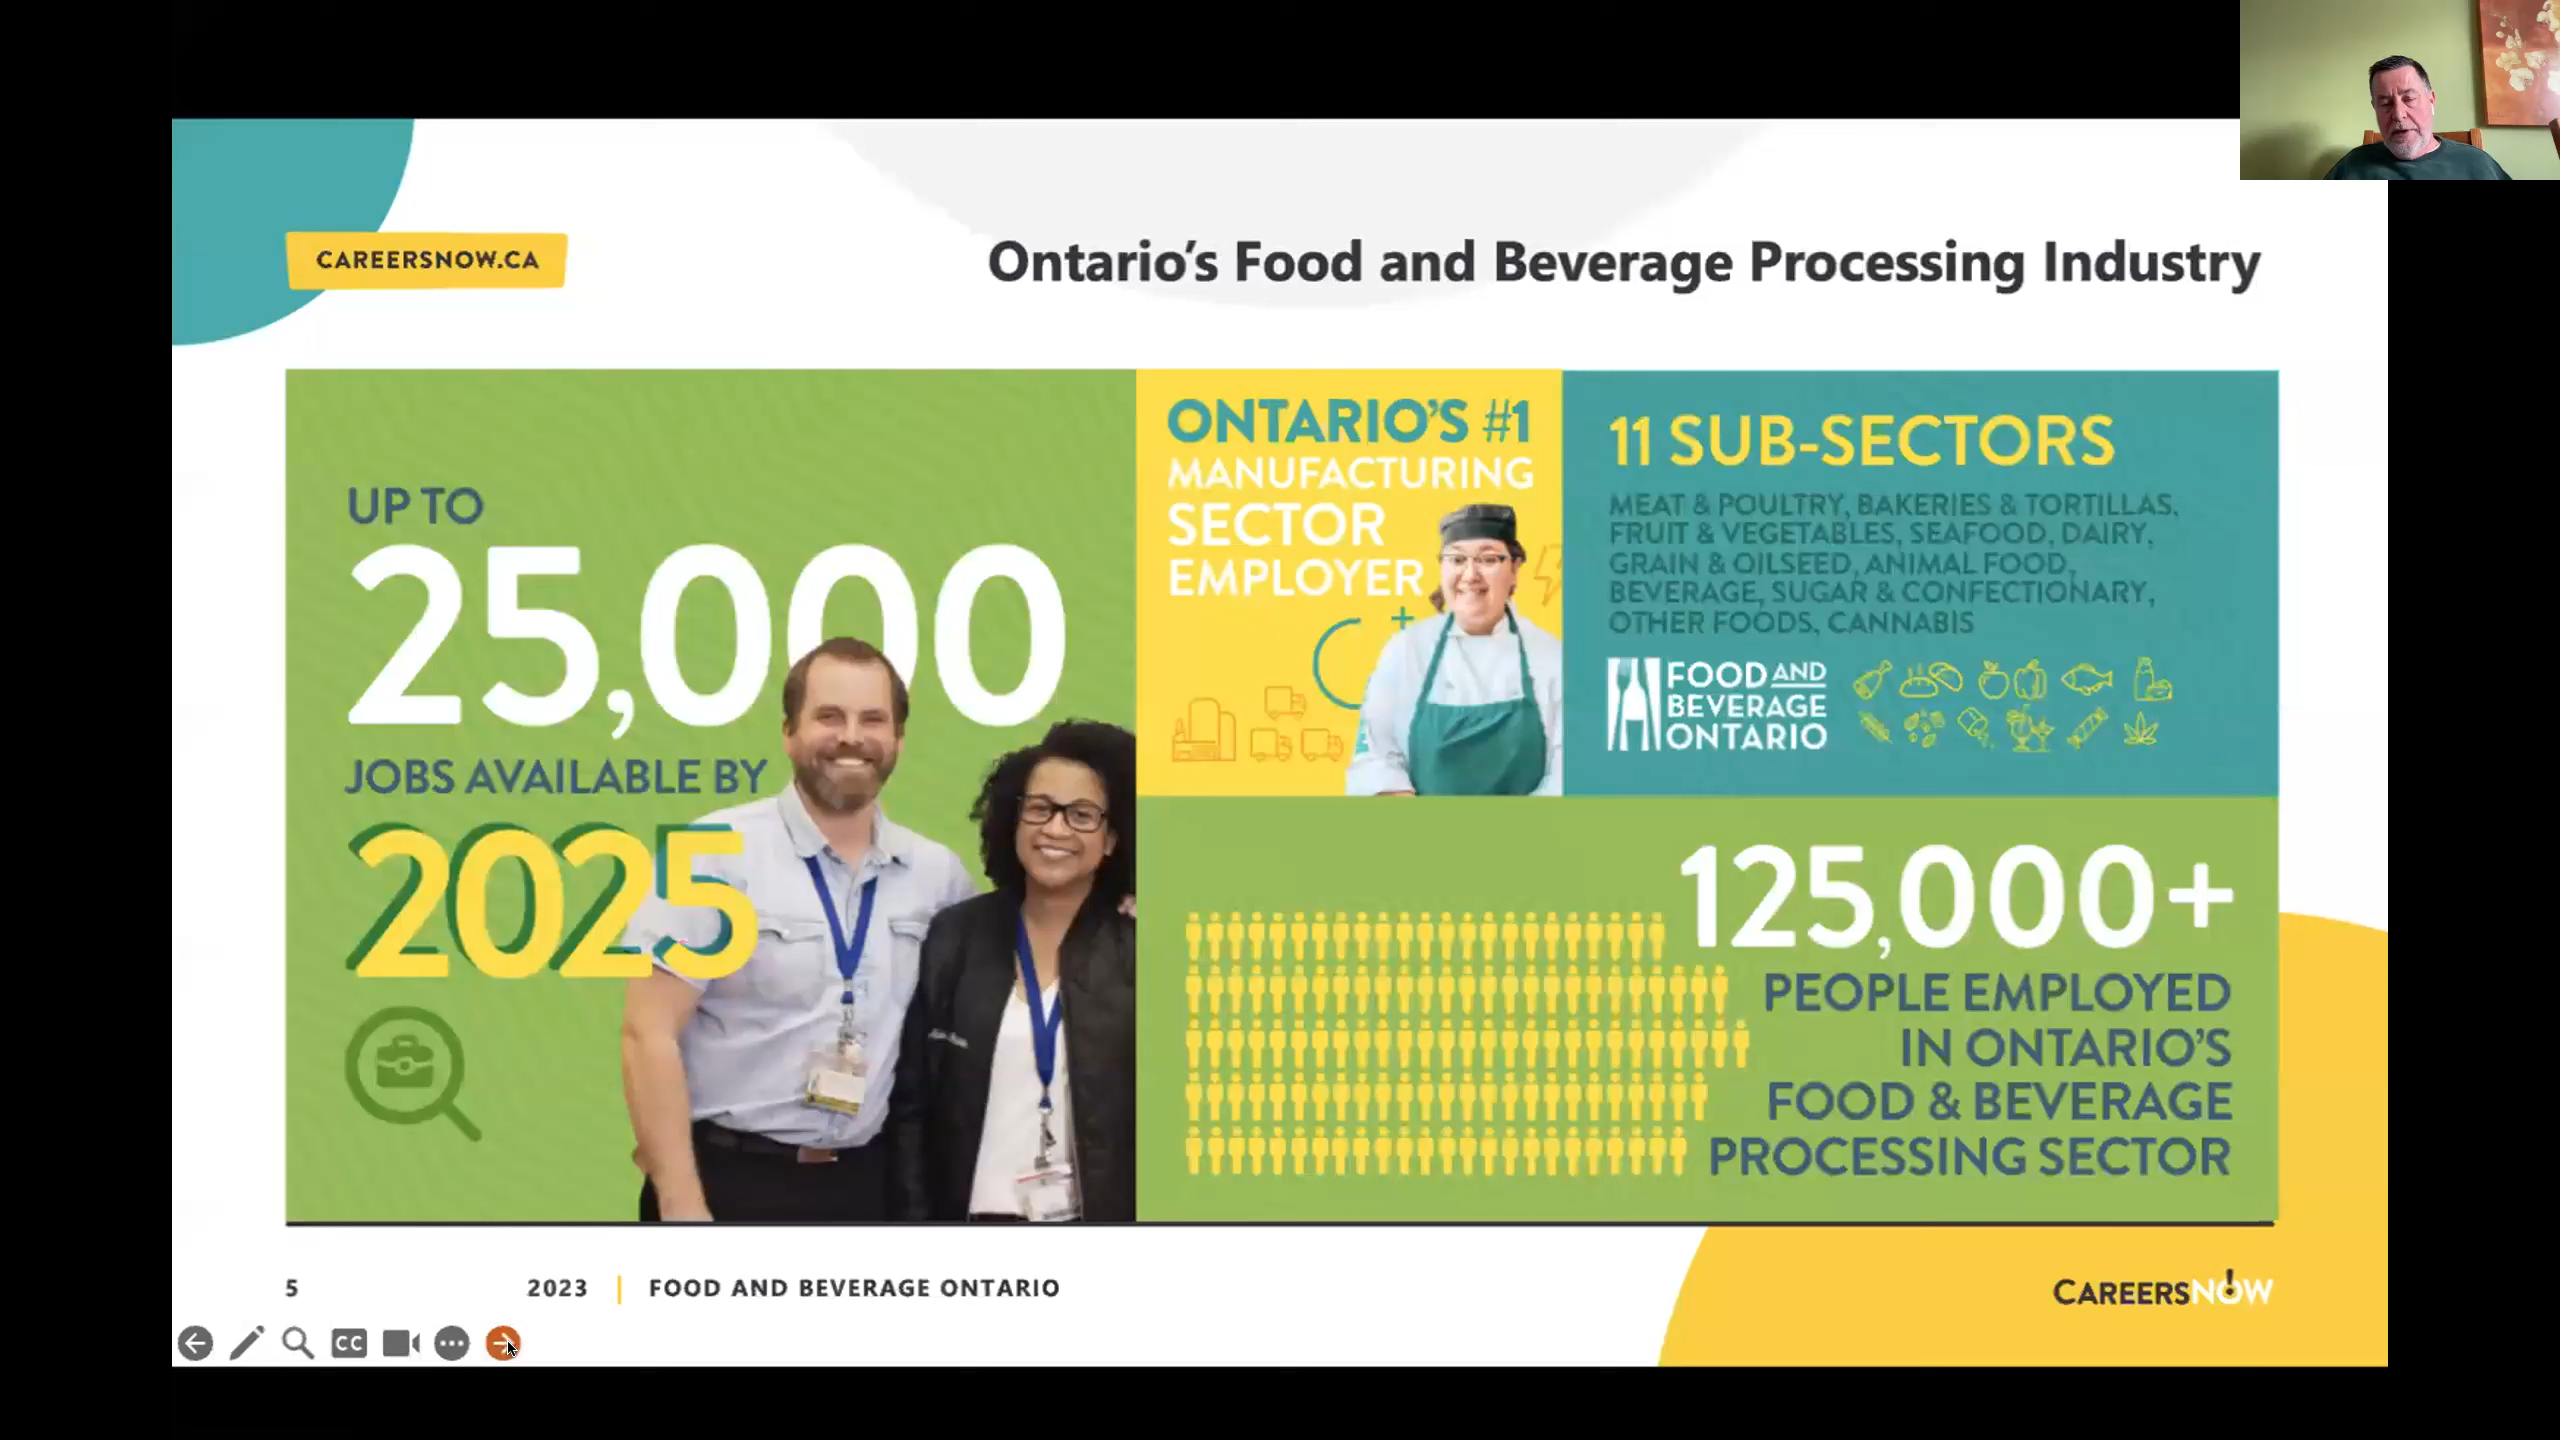 CAREERSNOW.CA
Ontario's Food and Beverage Processing Industry
UP TO
25,000
JOBS AVAILABLE BY
2025
ONTARIO'S #1
MANUFACTURING
SECTOR
EMPLOYER
11 SUB-SECTORS
MEAT & POULTRY, BAKERIES & TORTILLAS,
FRUIT & VEGETABLES, SEAFOOD, DAIRY,
GRAIN & OILSEED, ANIMAL FOOD,
BEVERAGE, SUGAR & CONFECTIONARY,
OTHER FOODS, CANNABIS
FOOD AND
BEVERAGE
ONTARIO
125,000+
PEOPLE EMPLOYED
IN ONTARIO'S
FOOD & BEVERAGE
PROCESSING SECTOR
5
2023 | FOOD AND BEVERAGE ONTARIO
CAREERSNOW
CC